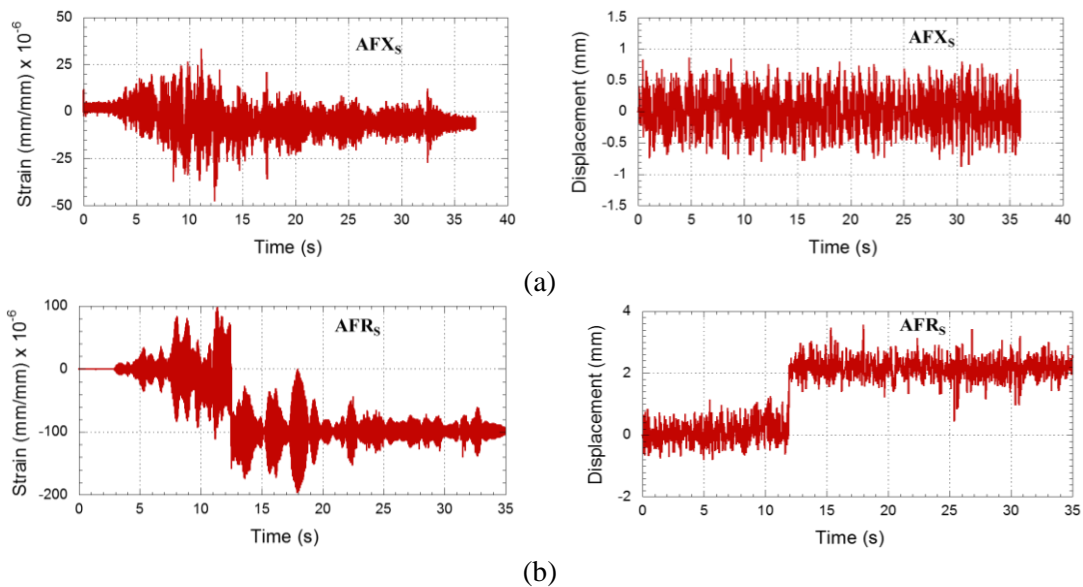 50
25
0
-25
-50
Strain (mm/mm) x 10⁻⁶
AFXₛ
0 5 10 15 20 25 30 35 40
Time (s)
1.5
1
0.5
0
-0.5
-1
-1.5
Displacement (mm)
AFXₛ
0 5 10 15 20 25 30 35 40
Time (s)
(a)
100
0
-100
-200
Strain (mm/mm) x 10⁻⁶
AFRₛ
0 5 10 15 20 25 30 35
Time (s)
4
2
0
-2
Displacement (mm)
AFRₛ
0 5 10 15 20 25 30 35
Time (s)
(b)